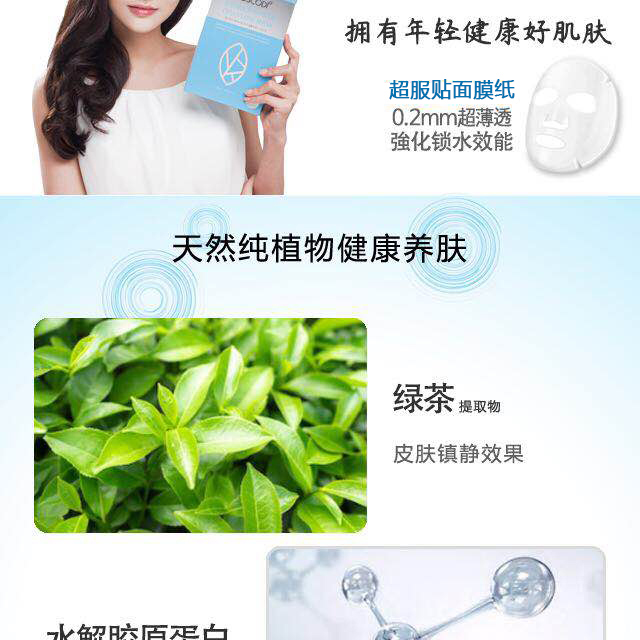 拥有年轻健康好肌肤
超服贴面膜纸
0.2mm超薄透
強化锁水效能
天然纯植物健康养肤
绿茶 提取物
皮肤镇静效果
水解胶原蛋白